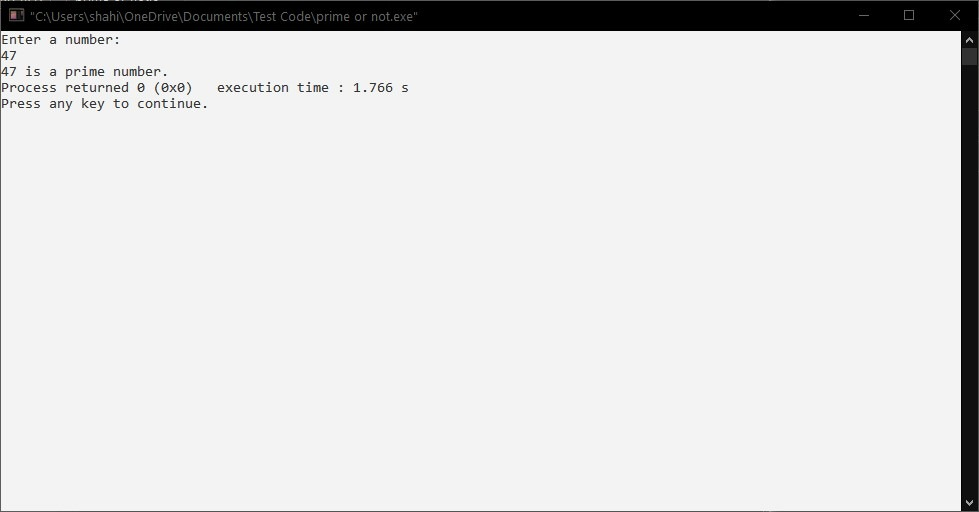 "C:\Users\shahi\OneDrive\Documents\Test Code\prime or not.exe"
Enter a number:
47
47 is a prime number.
Process returned 0 (0x0)   execution time : 1.766 s
Press any key to continue.